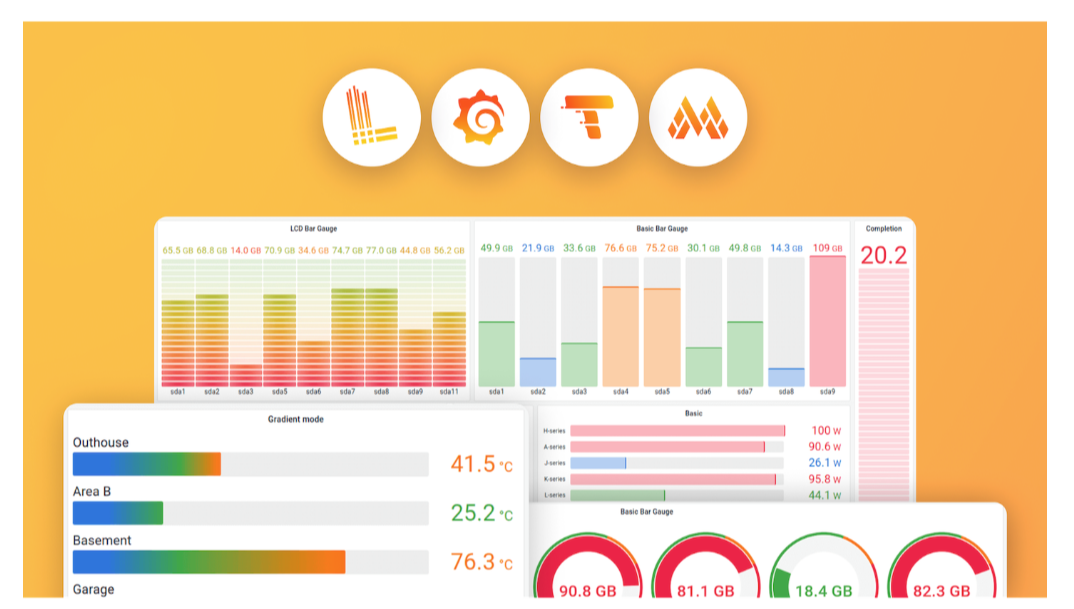 LCD Bar Gauge
65.5 GB 68.8 GB 14.0 GB 70.9 GB 34.6 GB 74.7 GB 77.0 GB 44.8 GB 56.2 GB
sda1 sda2 sda3 sda5 sda6 sda7 sda8 sda9 sda11
Basic Bar Gauge
49.9 GB 21.9 GB 33.6 GB 76.6 GB 75.2 GB 30.1 GB 49.8 GB 14.3 GB 109 GB
sda1 sda2 sda3 sda4 sda5 sda6 sda7 sda8 sda9
Completion
20.2
Gradient mode
Outhouse
41.5 °C
Area B
25.2 °C
Basement
76.3 °C
Garage
Basic
H-series 100 W
A-series 90.6 W
J-series 26.1 W
K-series 95.8 W
L-series 44.1 W
Basic Bar Gauge
90.8 GB 81.1 GB 18.4 GB 82.3 GB